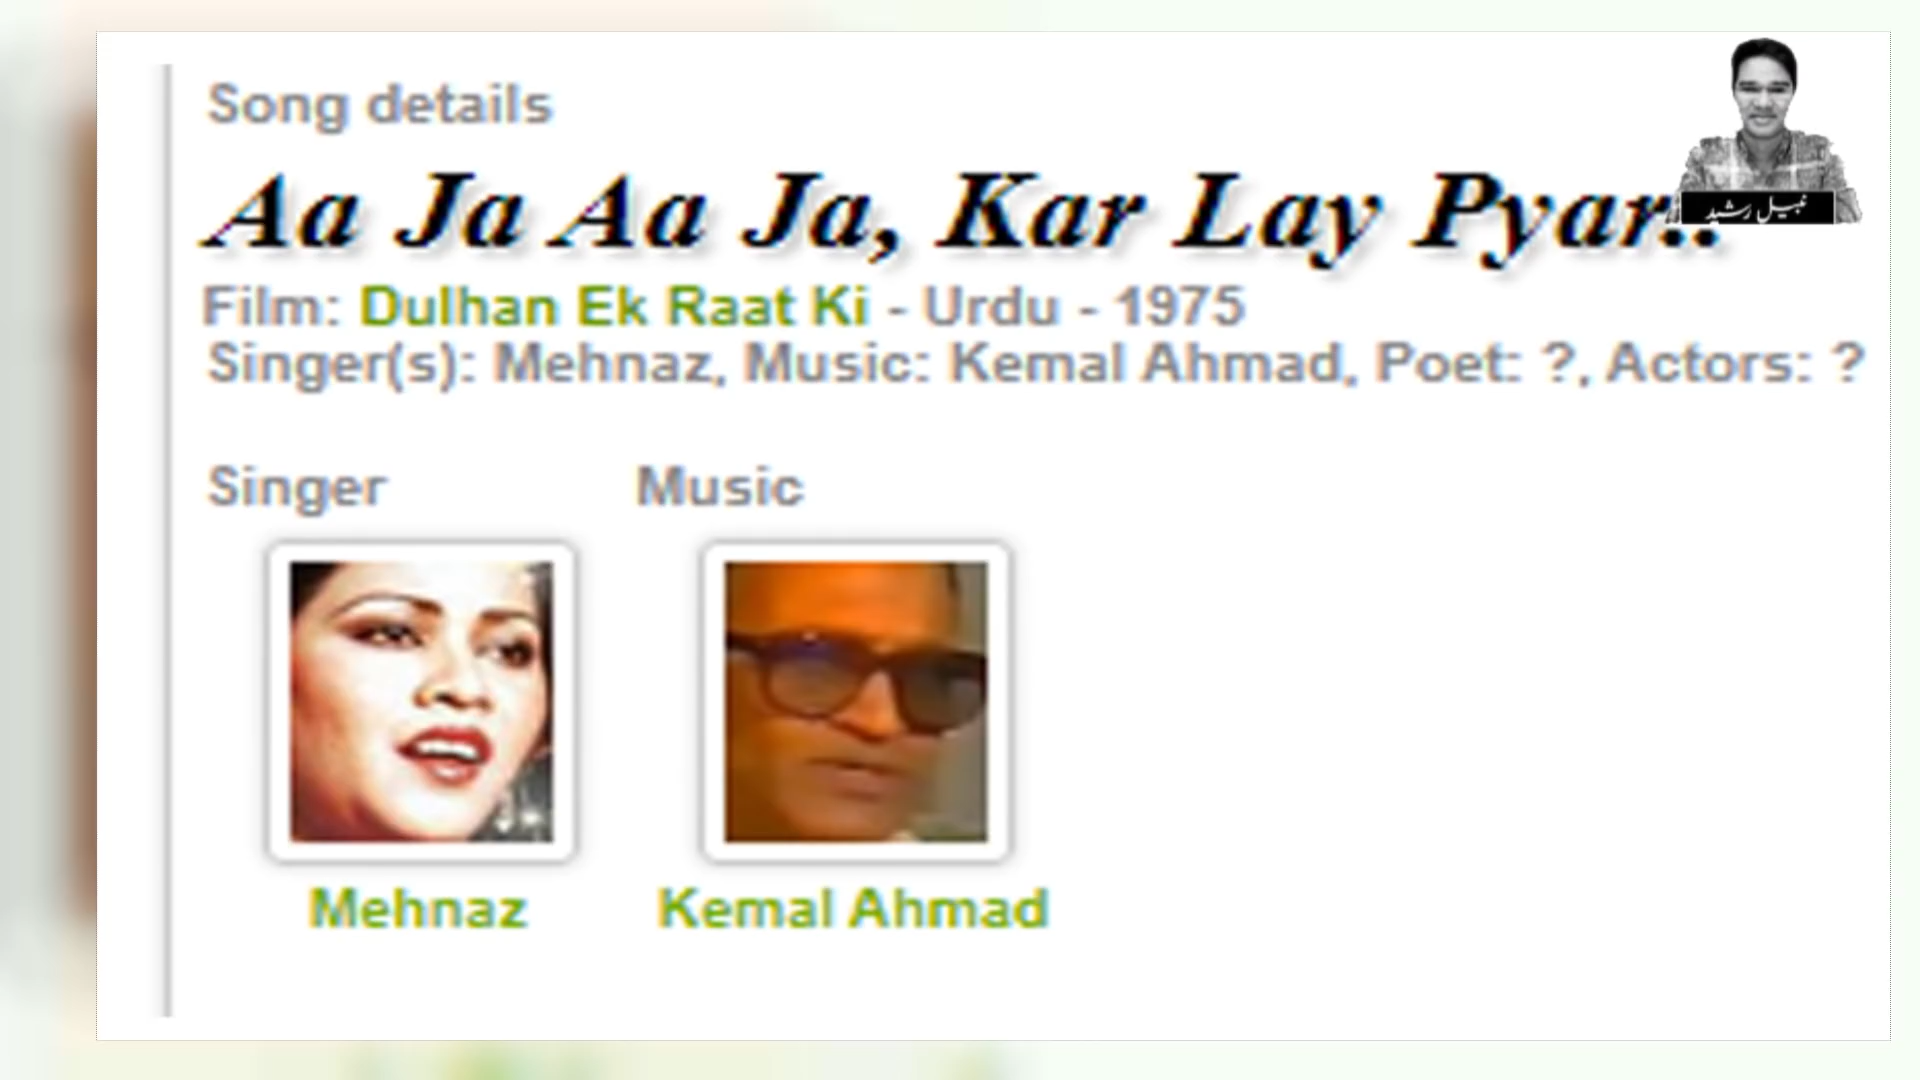 Song details
Aa Ja Aa Ja, Kar Lay Pyar..
Film: Dulhan Ek Raat Ki - Urdu - 1975
Singer(s): Mehnaz, Music: Kemal Ahmad, Poet: ?, Actors: ?
Singer Music
Mehnaz Kemal Ahmad
نبیل رشید